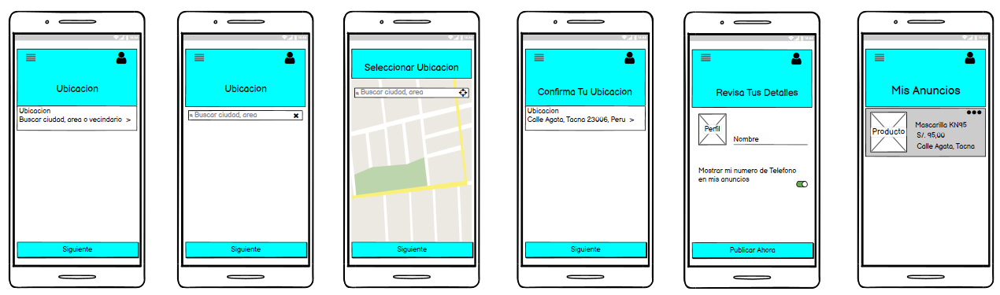 Ubicacion
Ubicacion
Buscar ciudad, area o vecindario >
Siguiente
Ubicacion
Buscar ciudad, area
Siguiente
Seleccionar Ubicacion
Buscar ciudad, area
Siguiente
Confirma Tu Ubicacion
Ubicacion
Calle Agata, Tacna 23006, Peru >
Siguiente
Revisa Tus Detalles
Perfil
Nombre
Mostrar mi numero de Telefono
en mis anuncios
Publicar Ahora
Mis Anuncios
Producto
Mascarilla KN95
S/. 95,00
Calle Agata, Tacna